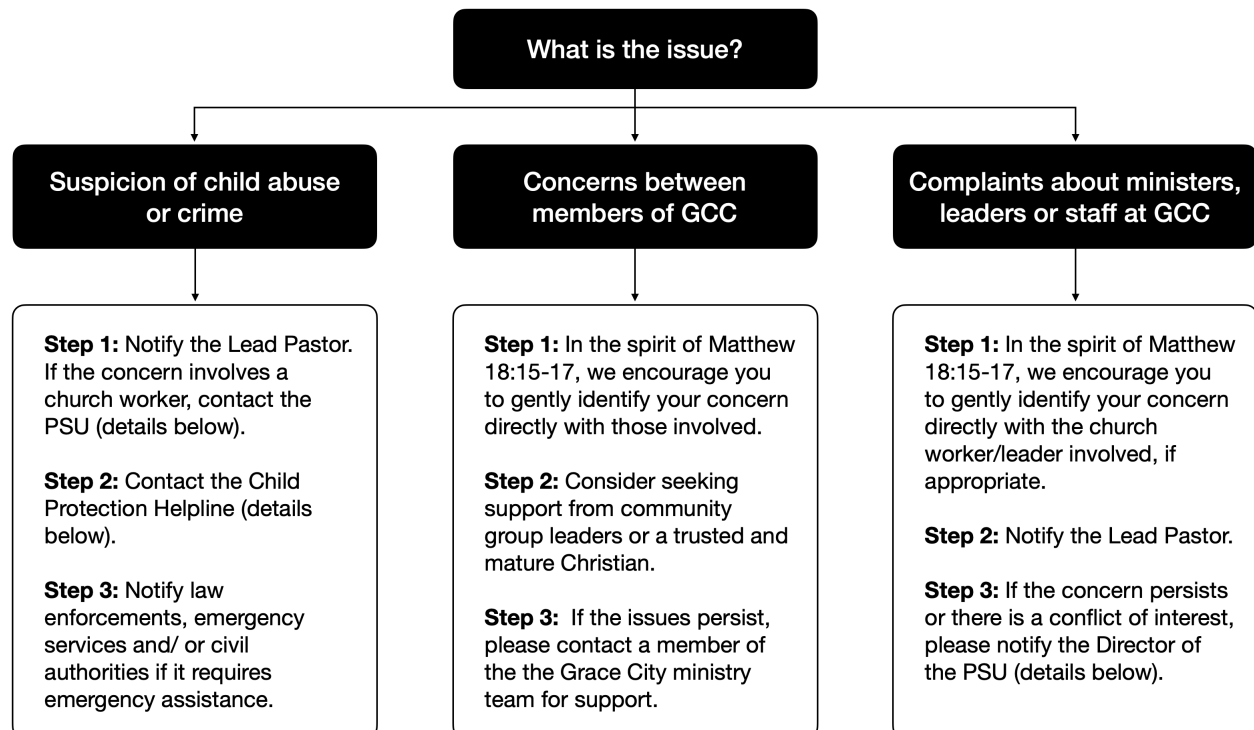 What is the issue?
Suspicion of child abuse
or crime
Step 1: Notify the Lead Pastor.
If the concern involves a
church worker, contact the
PSU (details below).
Step 2: Contact the Child
Protection Helpline (details
below).
Step 3: Notify law
enforcements, emergency
services and/ or civil
authorities if it requires
emergency assistance.
Concerns between
members of GCC
Step 1: In the spirit of Matthew
18:15-17, we encourage you
to gently identify your concern
directly with those involved.
Step 2: Consider seeking
support from community
group leaders or a trusted and
mature Christian.
Step 3:  If the issues persist,
please contact a member of
the the Grace City ministry
team for support.
Complaints about ministers,
leaders or staff at GCC
Step 1: In the spirit of Matthew
18:15-17, we encourage you
to gently identify your concern
directly with the church
worker/leader involved, if
appropriate.
Step 2: Notify the Lead Pastor.
Step 3: If the concern persists
or there is a conflict of interest,
please notify the Director of
the PSU (details below).